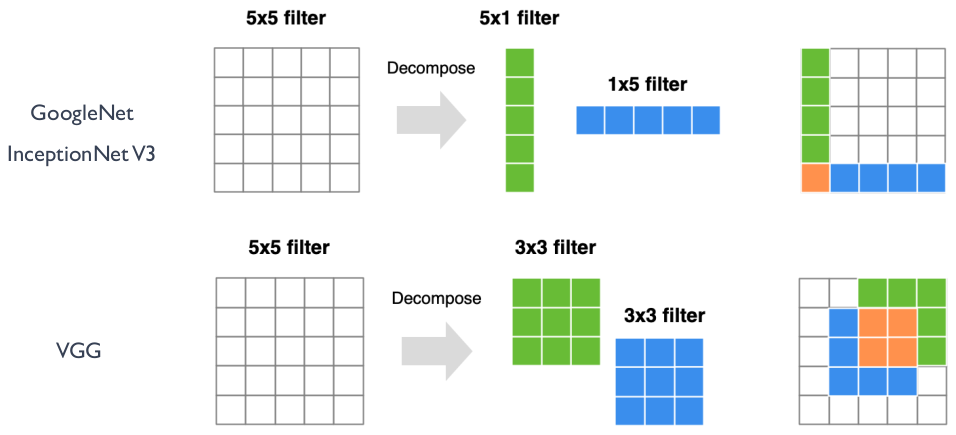 5x5 filter
5x1 filter
Decompose
1x5 filter
GoogleNet
InceptionNet V3
5x5 filter
3x3 filter
Decompose
3x3 filter
VGG